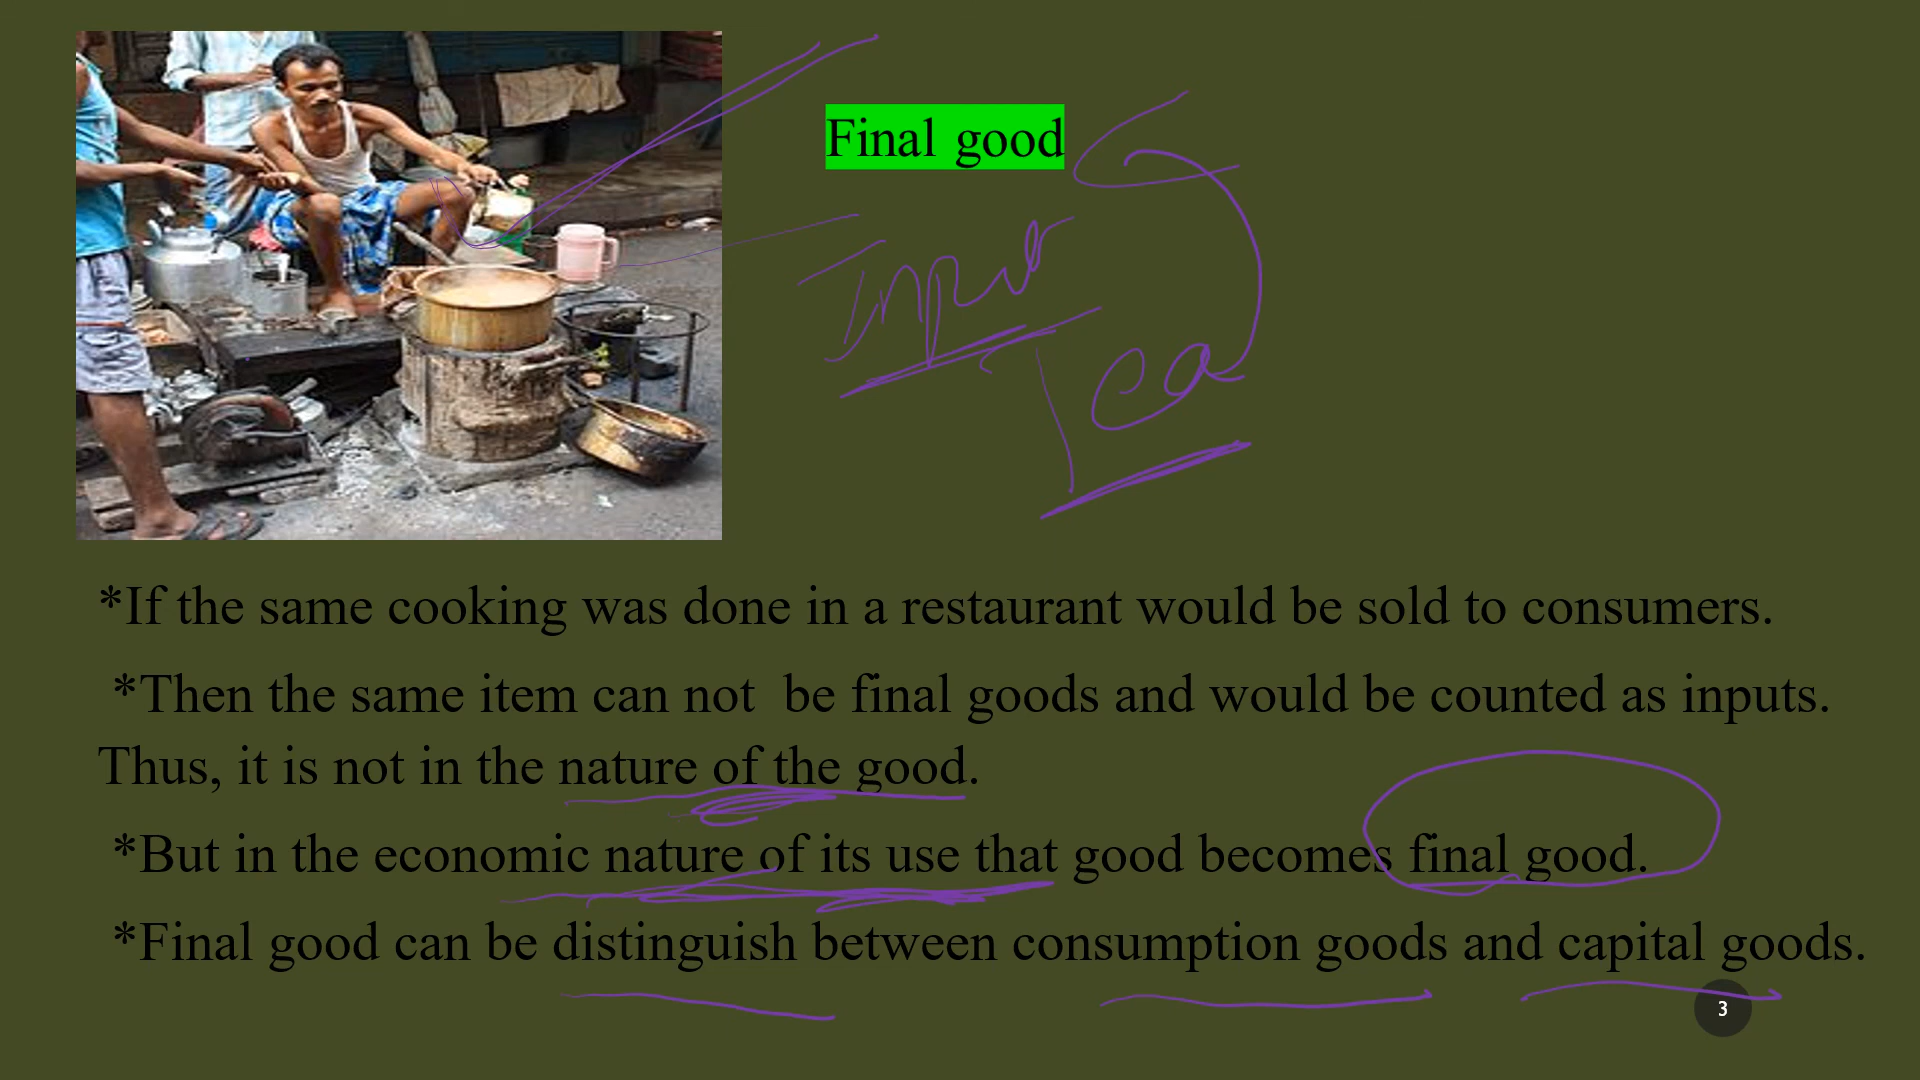 Final good
Input
Tea
*If the same cooking was done in a restaurant would be sold to consumers.
*Then the same item can not be final goods and would be counted as inputs.
Thus, it is not in the nature of the good.
*But in the economic nature of its use that good becomes final good.
*Final good can be distinguish between consumption goods and capital goods.
3